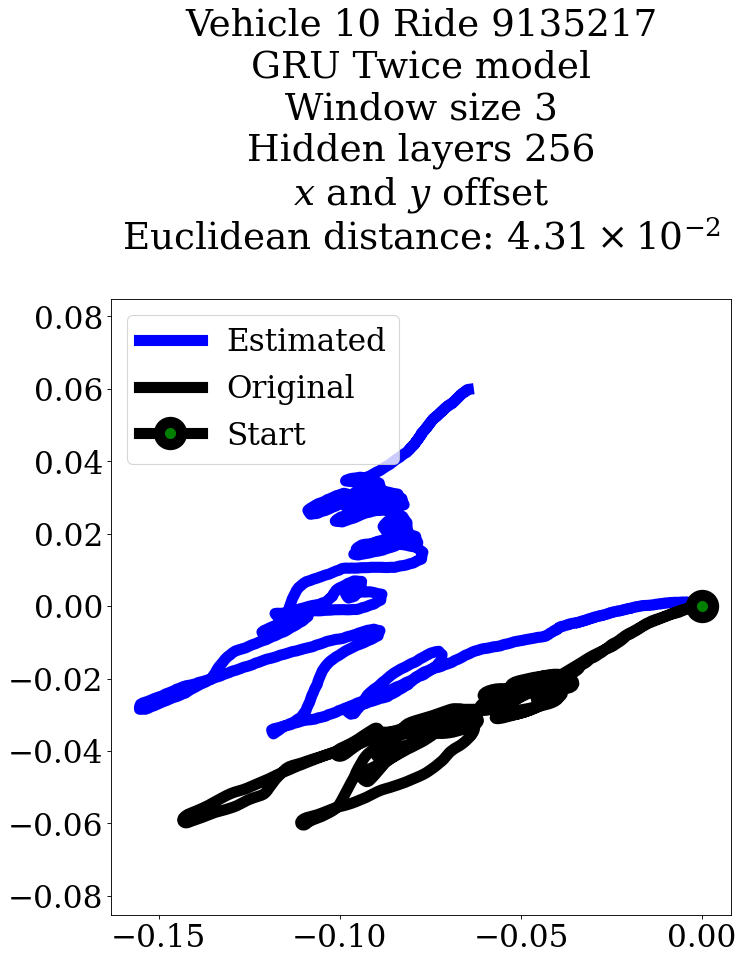 Vehicle 10 Ride 9135217
GRU Twice model
Window size 3
Hidden layers 256
x and y offset
Euclidean distance: 4.31 × 10⁻²
Estimated
Original
Start
0.08
0.06
0.04
0.02
0.00
−0.02
−0.04
−0.06
−0.08
−0.15 −0.10 −0.05 0.00